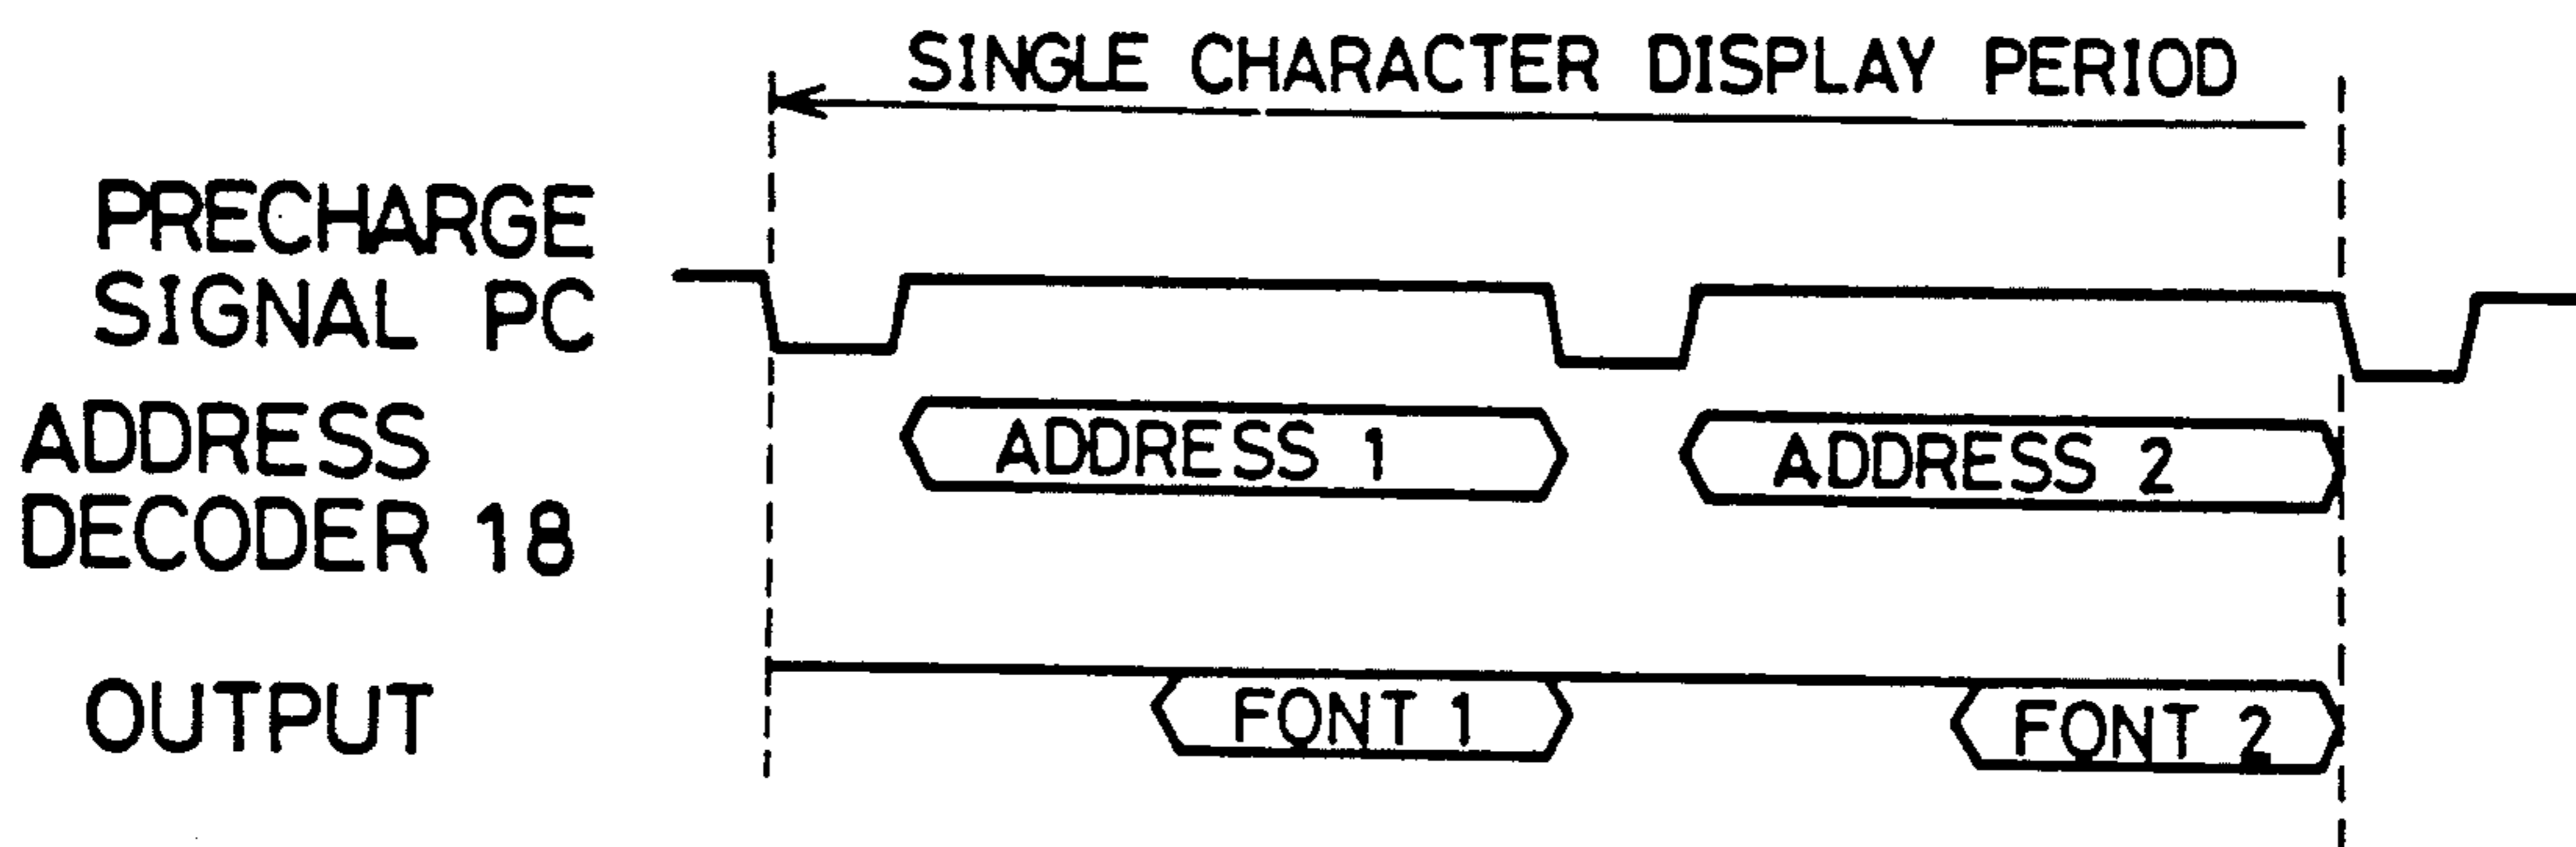 SINGLE CHARACTER DISPLAY PERIOD
PRECHARGE
SIGNAL PC
ADDRESS
DECODER 18
ADDRESS 1
ADDRESS 2
OUTPUT
FONT 1
FONT 2